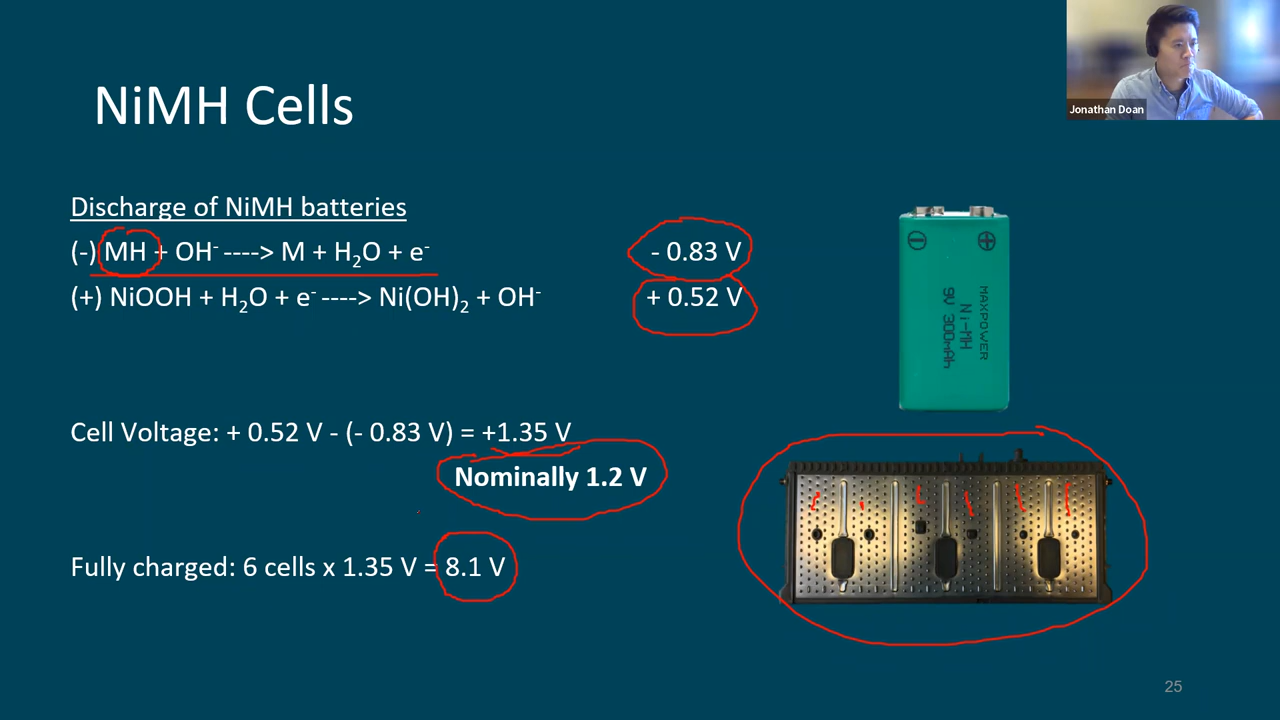 NiMH Cells
Jonathan Doan
Discharge of NiMH batteries
(-) MH + OH⁻ ----> M + H₂O + e⁻
- 0.83 V
(+) NiOOH + H₂O + e⁻ ----> Ni(OH)₂ + OH⁻
+ 0.52 V
MAXPOWER
Ni-MH
9V 300mAh
Cell Voltage: + 0.52 V - (- 0.83 V) = +1.35 V
Nominally 1.2 V
Fully charged: 6 cells x 1.35 V = 8.1 V
25